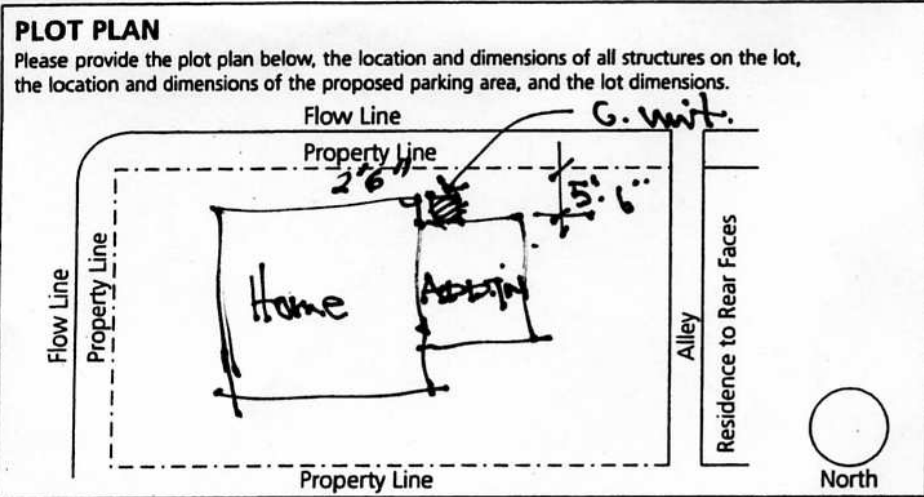 PLOT PLAN
Please provide the plot plan below, the location and dimensions of all structures on the lot,
the location and dimensions of the proposed parking area, and the lot dimensions.
Flow Line
C. unit.
Property Line
2'6"
5'. 6"
Flow Line
Property Line
Home
ADDTN
Alley
Residence to Rear Faces
Property Line
North